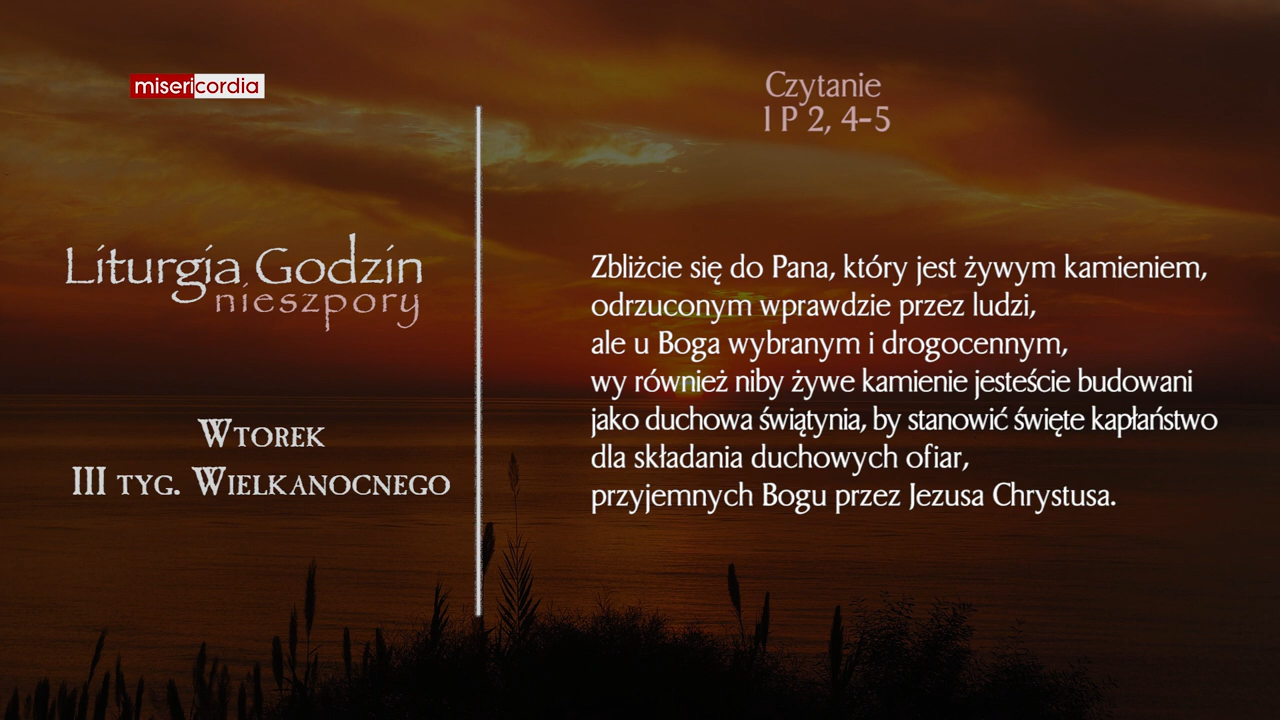 misericordia
Liturgia Godzin
nieszpory
Wtorek
III tyg. Wielkanocnego
Czytanie
1 P 2, 4-5
Zbliżcie się do Pana, który jest żywym kamieniem,
odrzuconym wprawdzie przez ludzi,
ale u Boga wybranym i drogocennym,
wy również niby żywe kamienie jesteście budowani
jako duchowa świątynia, by stanowić święte kapłaństwo
dla składania duchowych ofiar,
przyjemnych Bogu przez Jezusa Chrystusa.